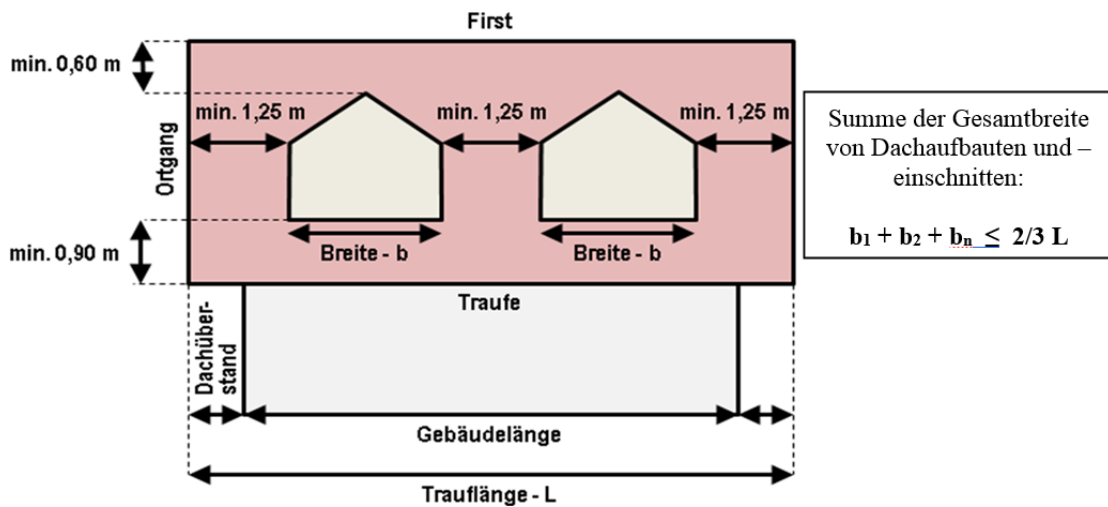 First
min. 0,60 m
min. 1,25 m
min. 1,25 m
min. 1,25 m
Ortgang
min. 0,90 m
Breite - b
Breite - b
Traufe
Dachüber-
stand
Gebäudelänge
Trauflänge - L
Summe der Gesamtbreite
von Dachaufbauten und –
einschnitten:
b₁ + b₂ + bₙ ≤ 2/3 L